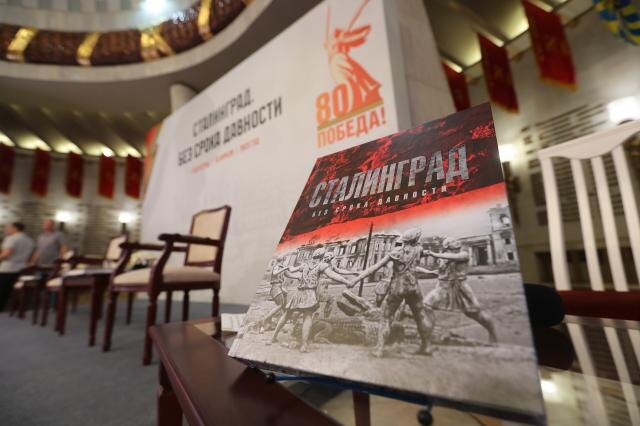 СТАЛИНГРАД.
БЕЗ СРОКА ДАВНОСТИ
80
ПОБЕДА!
СТАЛИНГРАД
БЕЗ СРОКА ДАВНОСТИ